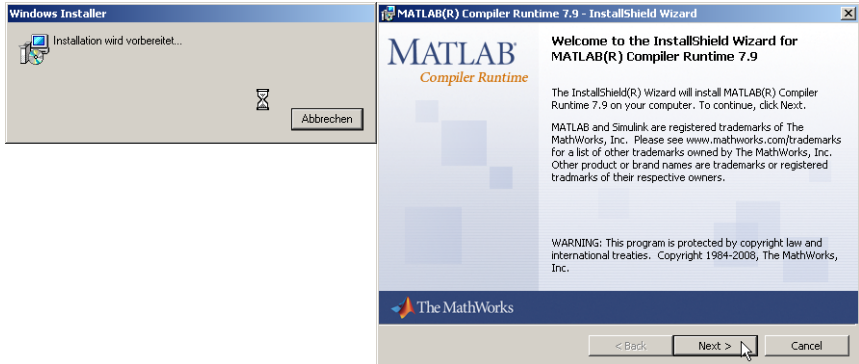 Windows Installer
Installation wird vorbereitet...
Abbrechen
MATLAB(R) Compiler Runtime 7.9 - InstallShield Wizard
MATLAB®
Compiler Runtime
Welcome to the InstallShield Wizard for
MATLAB(R) Compiler Runtime 7.9
The InstallShield(R) Wizard will install MATLAB(R) Compiler
Runtime 7.9 on your computer. To continue, click Next.
MATLAB and Simulink are registered trademarks of The
MathWorks, Inc.  Please see www.mathworks.com/trademarks
for a list of other trademarks owned by The MathWorks, Inc.
Other product or brand names are trademarks or registered
tradmarks of their respective owners.
WARNING: This program is protected by copyright law and
international treaties.  Copyright 1984-2008, The MathWorks,
Inc.
The MathWorks
< Back
Next >
Cancel